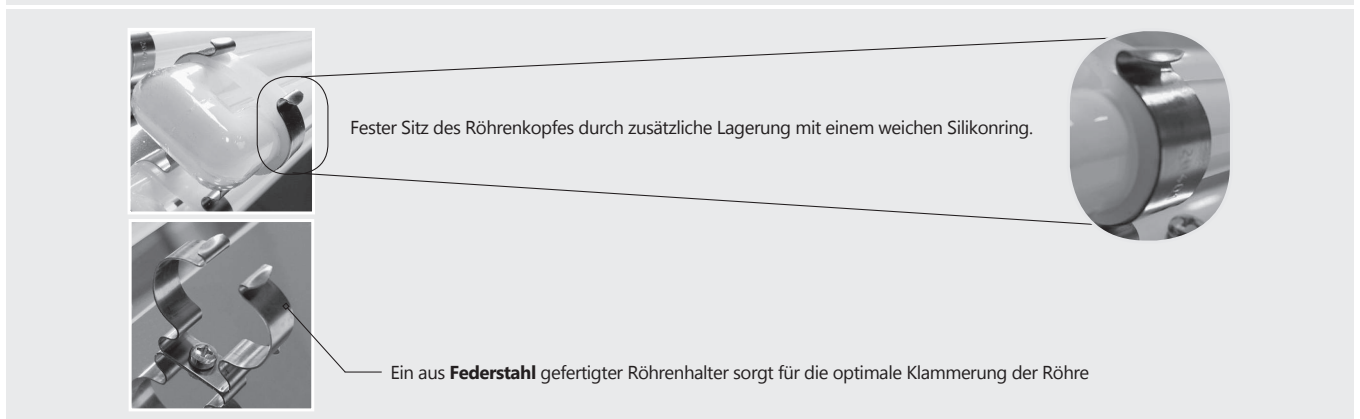 Fester Sitz des Röhrenkopfes durch zusätzliche Lagerung mit einem weichen Silikonring.
Ein aus Federstahl gefertigter Röhrenhalter sorgt für die optimale Klammerung der Röhre